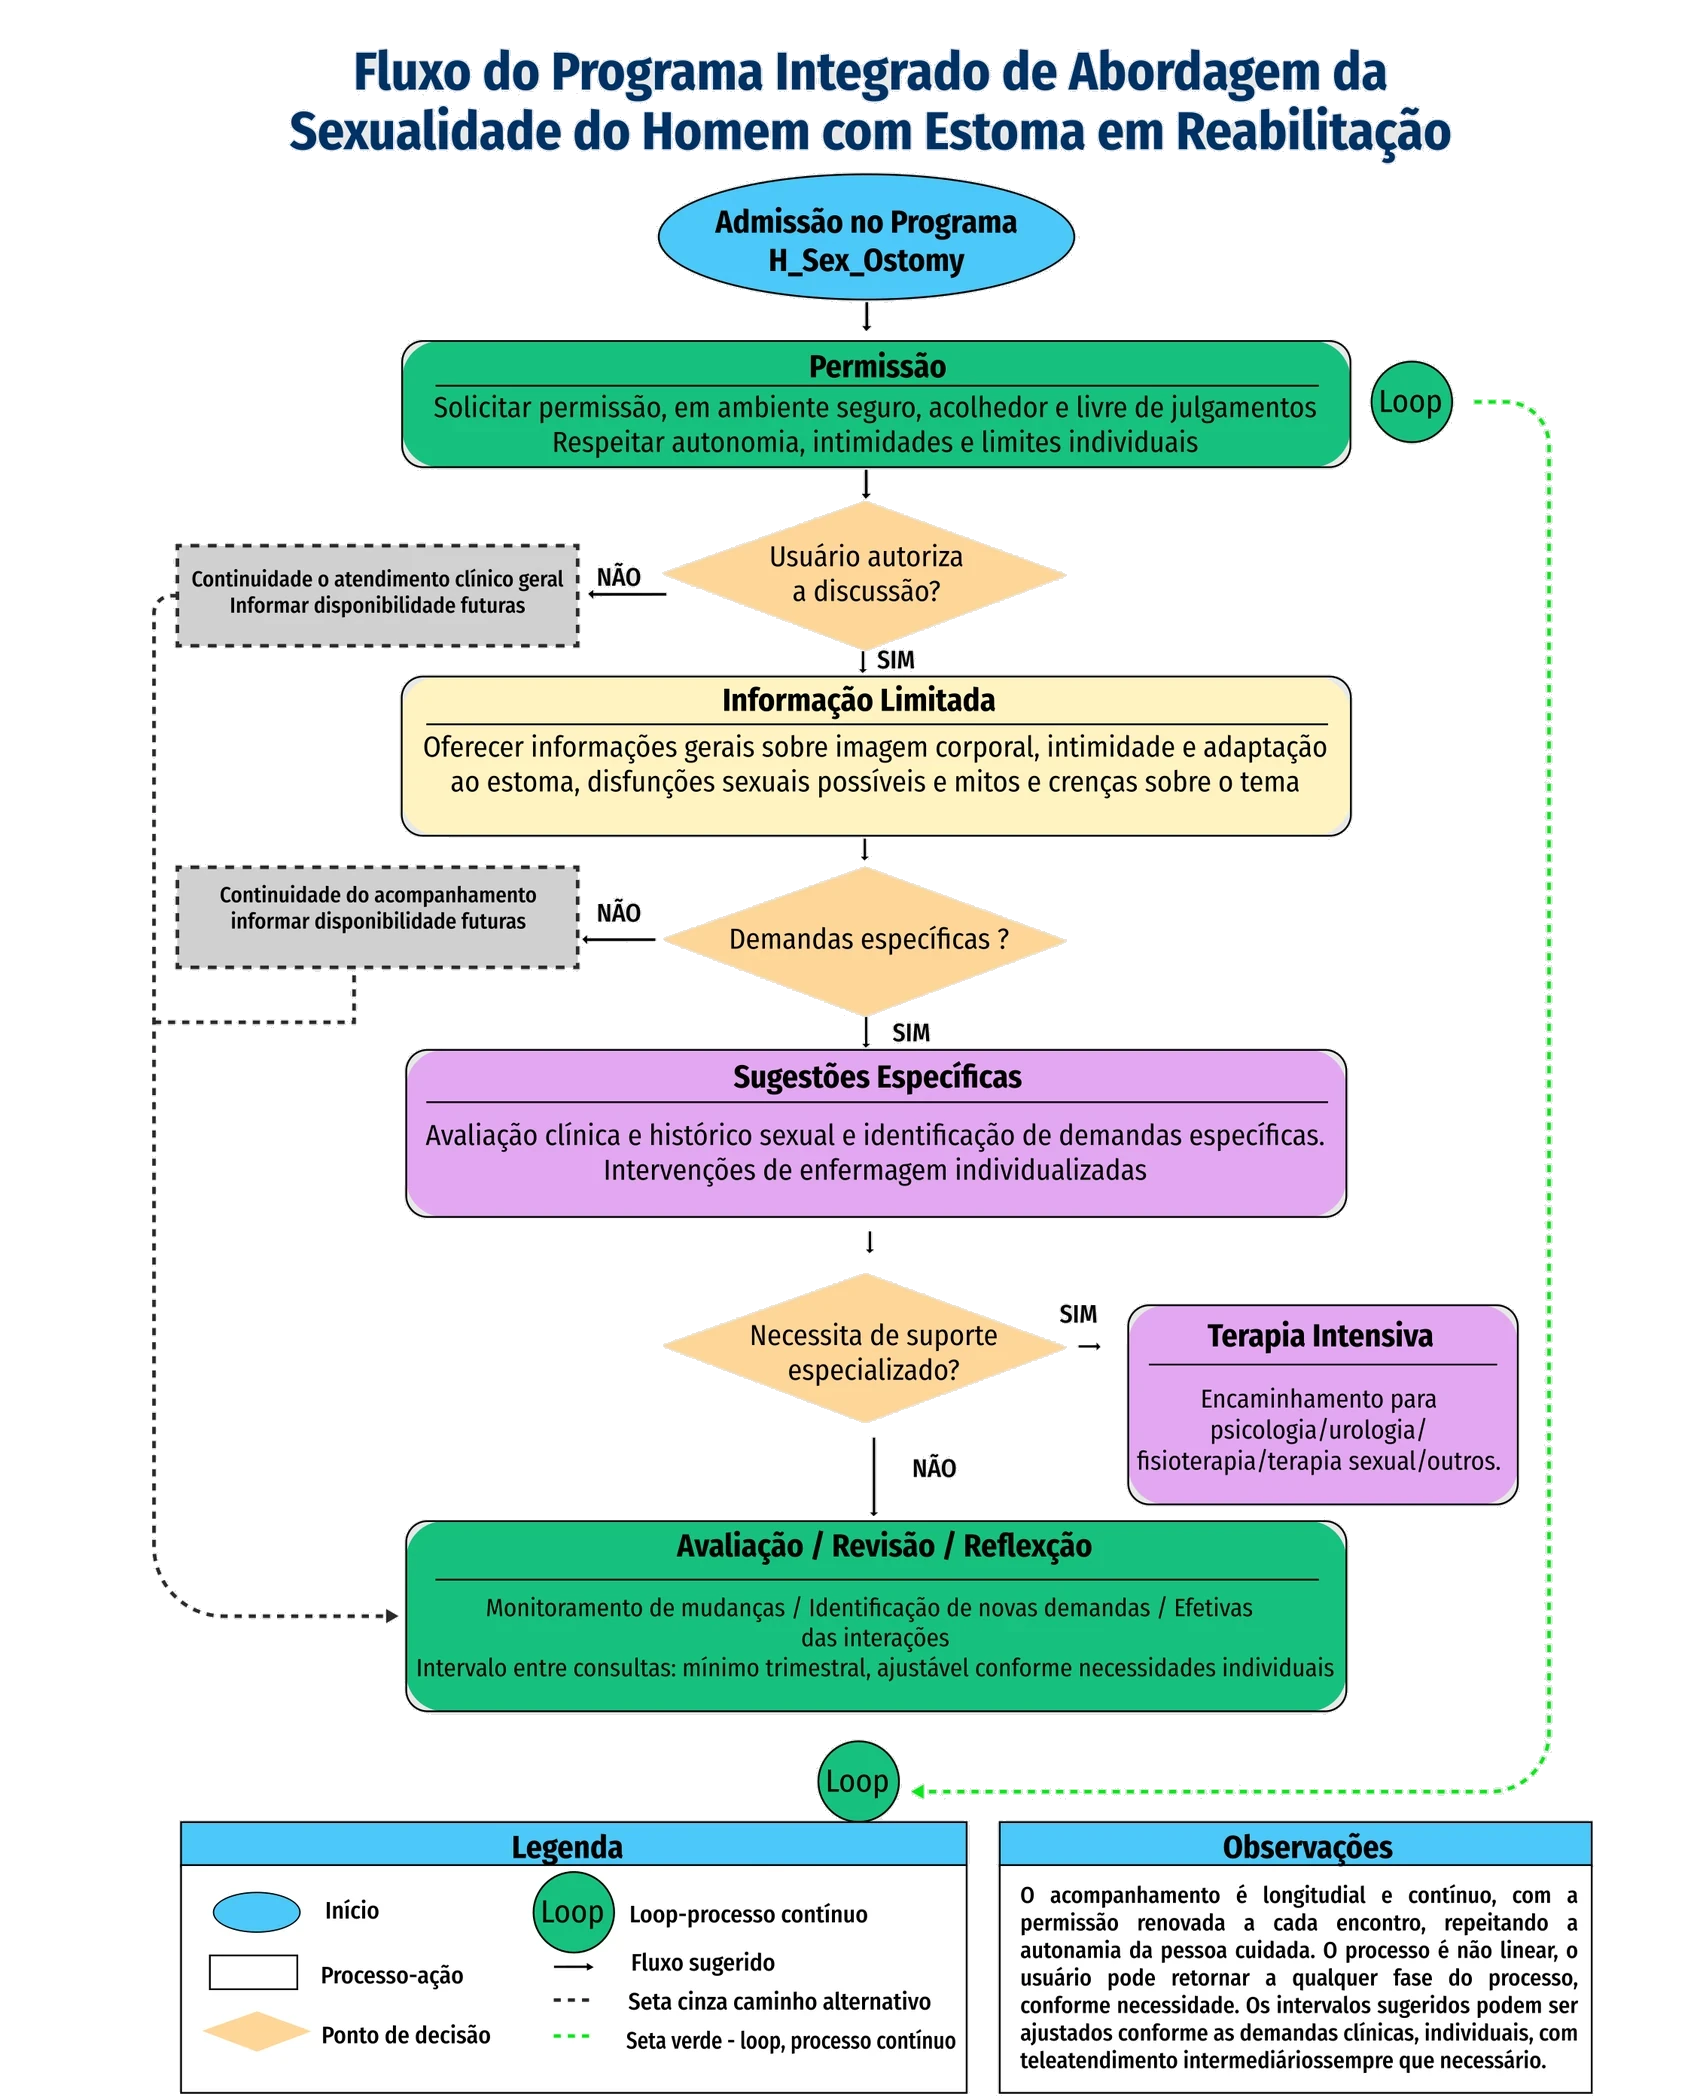 Fluxo do Programa Integrado de Abordagem da
Sexualidade do Homem com Estoma em Reabilitação
Admissão no Programa
H_Sex_Ostomy
Permissão
Solicitar permissão, em ambiente seguro, acolhedor e livre de julgamentos
Respeitar autonomia, intimidades e limites individuais
Loop
Usuário autoriza
a discussão?
NÃO
Continuidade o atendimento clínico geral
Informar disponibilidade futuras
SIM
Informação Limitada
Oferecer informações gerais sobre imagem corporal, intimidade e adaptação
ao estoma, disfunções sexuais possíveis e mitos e crenças sobre o tema
Demandas específicas ?
NÃO
Continuidade do acompanhamento
informar disponibilidade futuras
SIM
Sugestões Específicas
Avaliação clínica e histórico sexual e identificação de demandas específicas.
Intervenções de enfermagem individualizadas
Necessita de suporte
especializado?
SIM
Terapia Intensiva
Encaminhamento para
psicologia/urologia/
fisioterapia/terapia sexual/outros.
NÃO
Avaliação / Revisão / Reflexção
Monitoramento de mudanças / Identificação de novas demandas / Efetivas
das interações
Intervalo entre consultas: mínimo trimestral, ajustável conforme necessidades individuais
Loop
Legenda
Início
Processo-ação
Ponto de decisão
Loop
Loop-processo contínuo
Fluxo sugerido
Seta cinza caminho alternativo
Seta verde - loop, processo contínuo
Observações
O acompanhamento é longitudial e contínuo, com a
permissão renovada a cada encontro, repeitando a
autonamia da pessoa cuidada. O processo é não linear, o
usuário pode retornar a qualquer fase do processo,
conforme necessidade. Os intervalos sugeridos podem ser
ajustados conforme as demandas clínicas, individuais, com
teleatendimento intermediáriossempre que necessário.